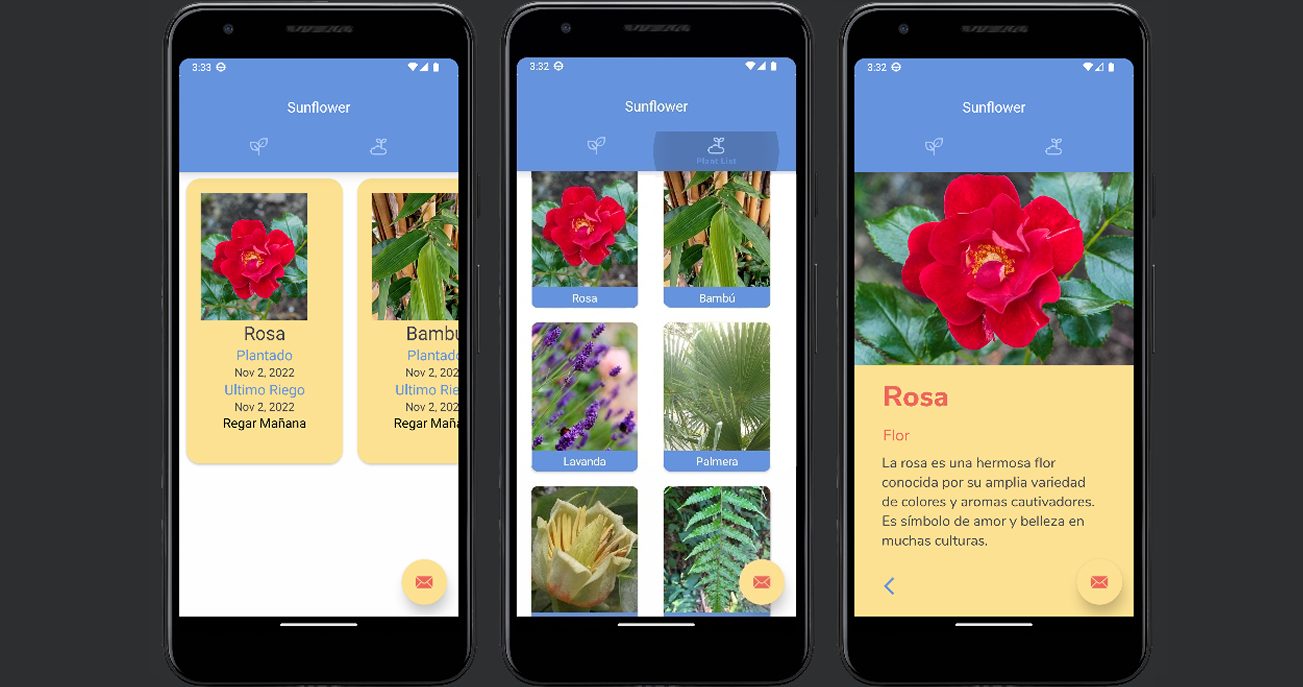 3:33
Sunflower
Rosa
Plantado
Nov 2, 2022
Ultimo Riego
Nov 2, 2022
Regar Mañana
Bambú
Plantado
Nov 2, 2022
Ultimo Rie
Nov 2, 2022
Regar Maña
3:32
Sunflower
Plant List
Rosa
Bambú
Lavanda
Palmera
3:32
Sunflower
Rosa
Flor
La rosa es una hermosa flor
conocida por su amplia variedad
de colores y aromas cautivadores.
Es símbolo de amor y belleza en
muchas culturas.